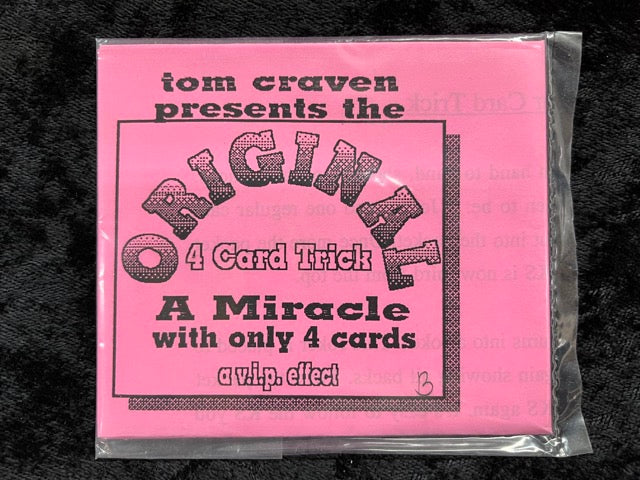 tom craven
presents the
ORIGINAL
4 Card Trick
A Miracle
with only 4 cards
a v.i.p. effect
B